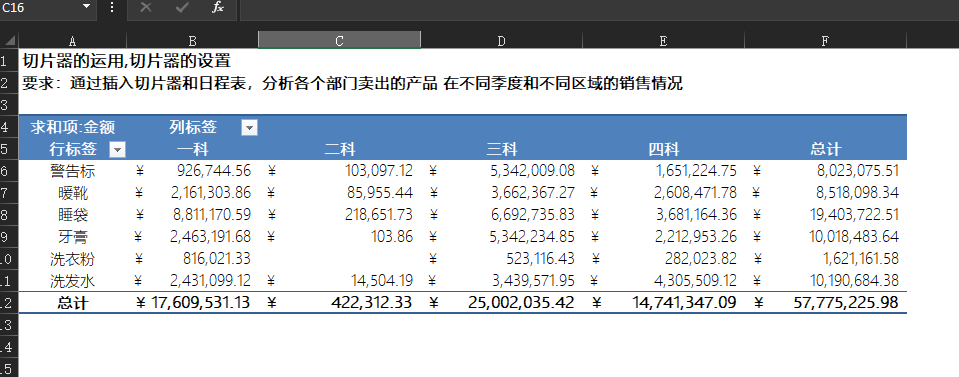 C16 fx
A B C D E F
1 切片器的运用,切片器的设置
2 要求：通过插入切片器和日程表，分析各个部门卖出的产品 在不同季度和不同区域的销售情况
3
4 求和项:金额 列标签
5 行标签 一科 二科 三科 四科 总计
6 警告标 ¥ 926,744.56 ¥ 103,097.12 ¥ 5,342,009.08 ¥ 1,651,224.75 ¥ 8,023,075.51
7 暖靴 ¥ 2,161,303.86 ¥ 85,955.44 ¥ 3,662,367.27 ¥ 2,608,471.78 ¥ 8,518,098.34
8 睡袋 ¥ 8,811,170.59 ¥ 218,651.73 ¥ 6,692,735.83 ¥ 3,681,164.36 ¥ 19,403,722.51
9 牙膏 ¥ 2,463,191.68 ¥ 103.86 ¥ 5,342,234.85 ¥ 2,212,953.26 ¥ 10,018,483.64
10 洗衣粉 ¥ 816,021.33 ¥ 523,116.43 ¥ 282,023.82 ¥ 1,621,161.58
11 洗发水 ¥ 2,431,099.12 ¥ 14,504.19 ¥ 3,439,571.95 ¥ 4,305,509.12 ¥ 10,190,684.38
12 总计 ¥ 17,609,531.13 ¥ 422,312.33 ¥ 25,002,035.42 ¥ 14,741,347.09 ¥ 57,775,225.98
13
14
15